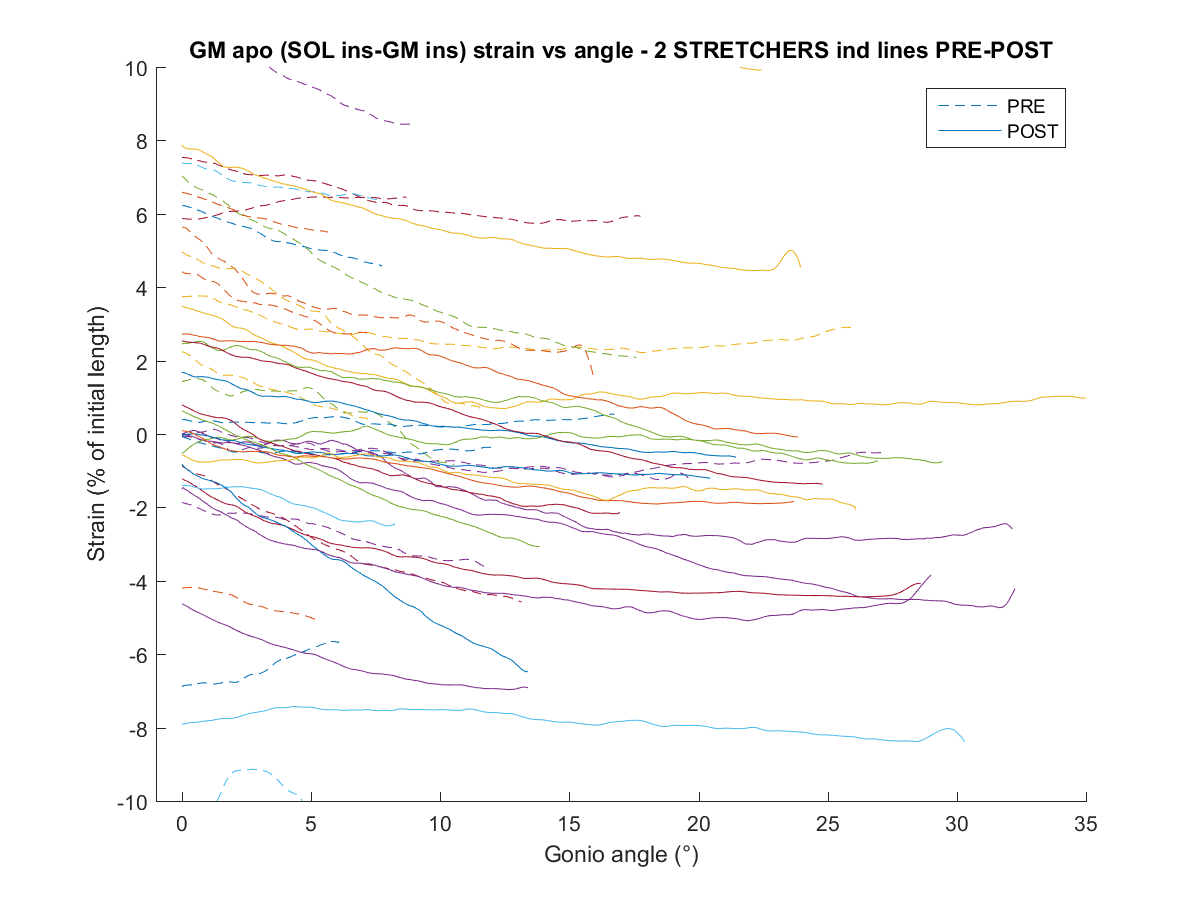 GM apo (SOL ins-GM ins) strain vs angle - 2 STRETCHERS ind lines PRE-POST
PRE
POST
10
8
6
4
2
0
-2
-4
-6
-8
-10
Strain (% of initial length)
0 5 10 15 20 25 30 35
Gonio angle (°)